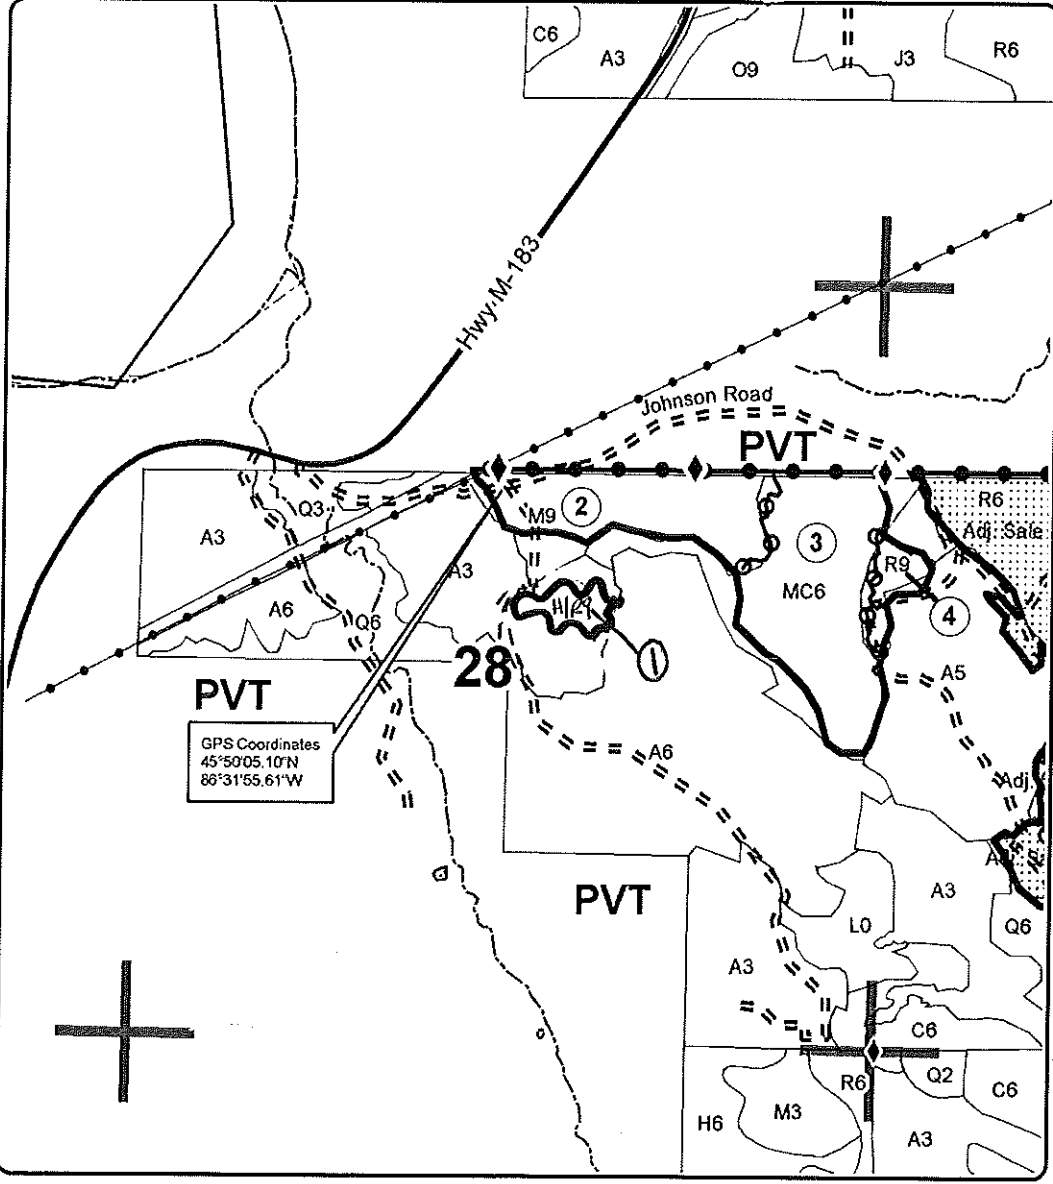 C6
A3
O9
J3
R6
Hwy M-183
Johnson Road
PVT
R6
Adj. Sale
Q3
M9
2
3
A3
A3
R9
MC6
A6
Q6
4
28
1
PVT
A5
GPS Coordinates
45°50'05.10"N
86°31'55.61"W
A6
Adj.
PVT
A3
L0
Q6
A3
C6
R6
Q2
C6
H6
M3
A3